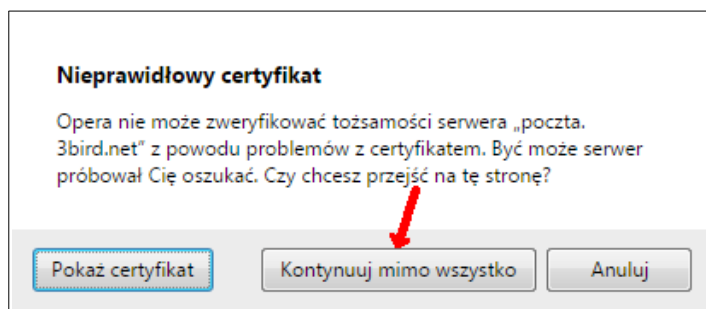 Nieprawidłowy certyfikat
Opera nie może zweryfikować tożsamości serwera „poczta.
3bird.net” z powodu problemów z certyfikatem. Być może serwer
próbował Cię oszukać. Czy chcesz przejść na tę stronę?
Pokaż certyfikat Kontynuuj mimo wszystko Anuluj